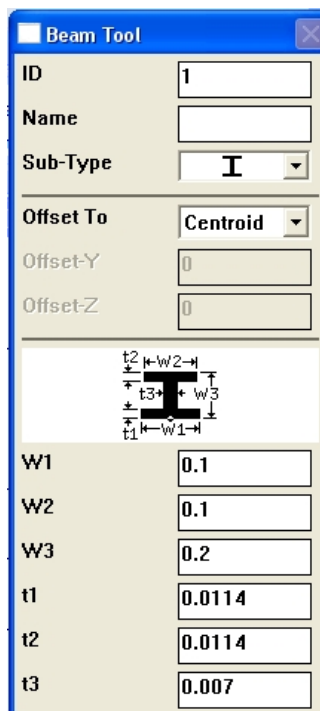 Beam Tool
ID 1
Name
Sub-Type
Offset To Centroid
Offset-Y 0
Offset-Z 0
t2 W2
t3 W3
t1 W1
W1 0.1
W2 0.1
W3 0.2
t1 0.0114
t2 0.0114
t3 0.007